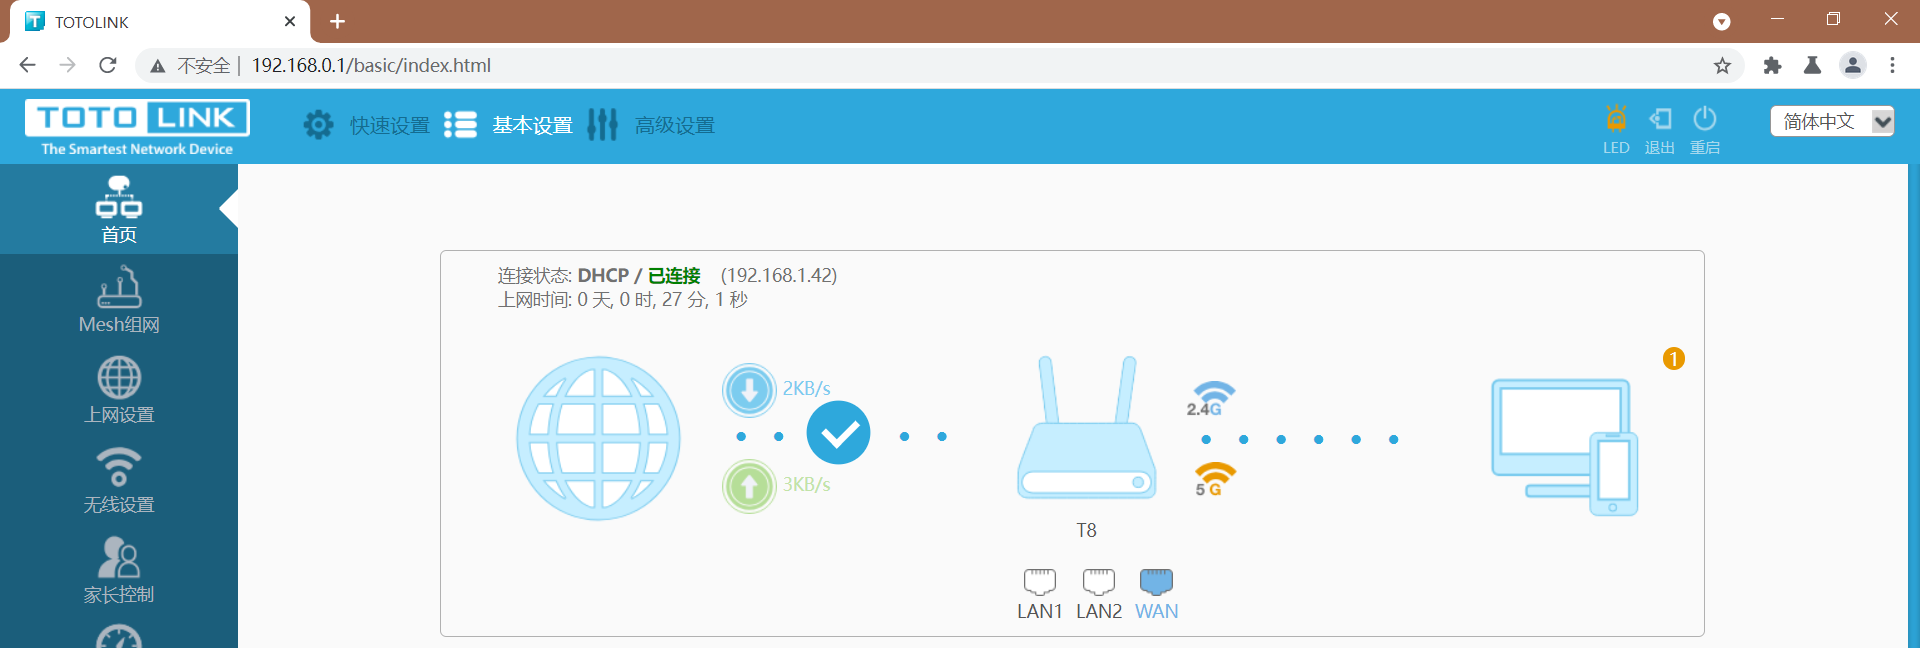 TOTOLINK
不安全 | 192.168.0.1/basic/index.html
TOTO LINK
The Smartest Network Device
快速设置 基本设置 高级设置
LED 退出 重启
简体中文
首页
Mesh组网
上网设置
无线设置
家长控制
连接状态: DHCP / 已连接 (192.168.1.42)
上网时间: 0 天, 0 时, 27 分, 1 秒
2KB/s
3KB/s
2.4G
5 G
1
T8
LAN1 LAN2 WAN